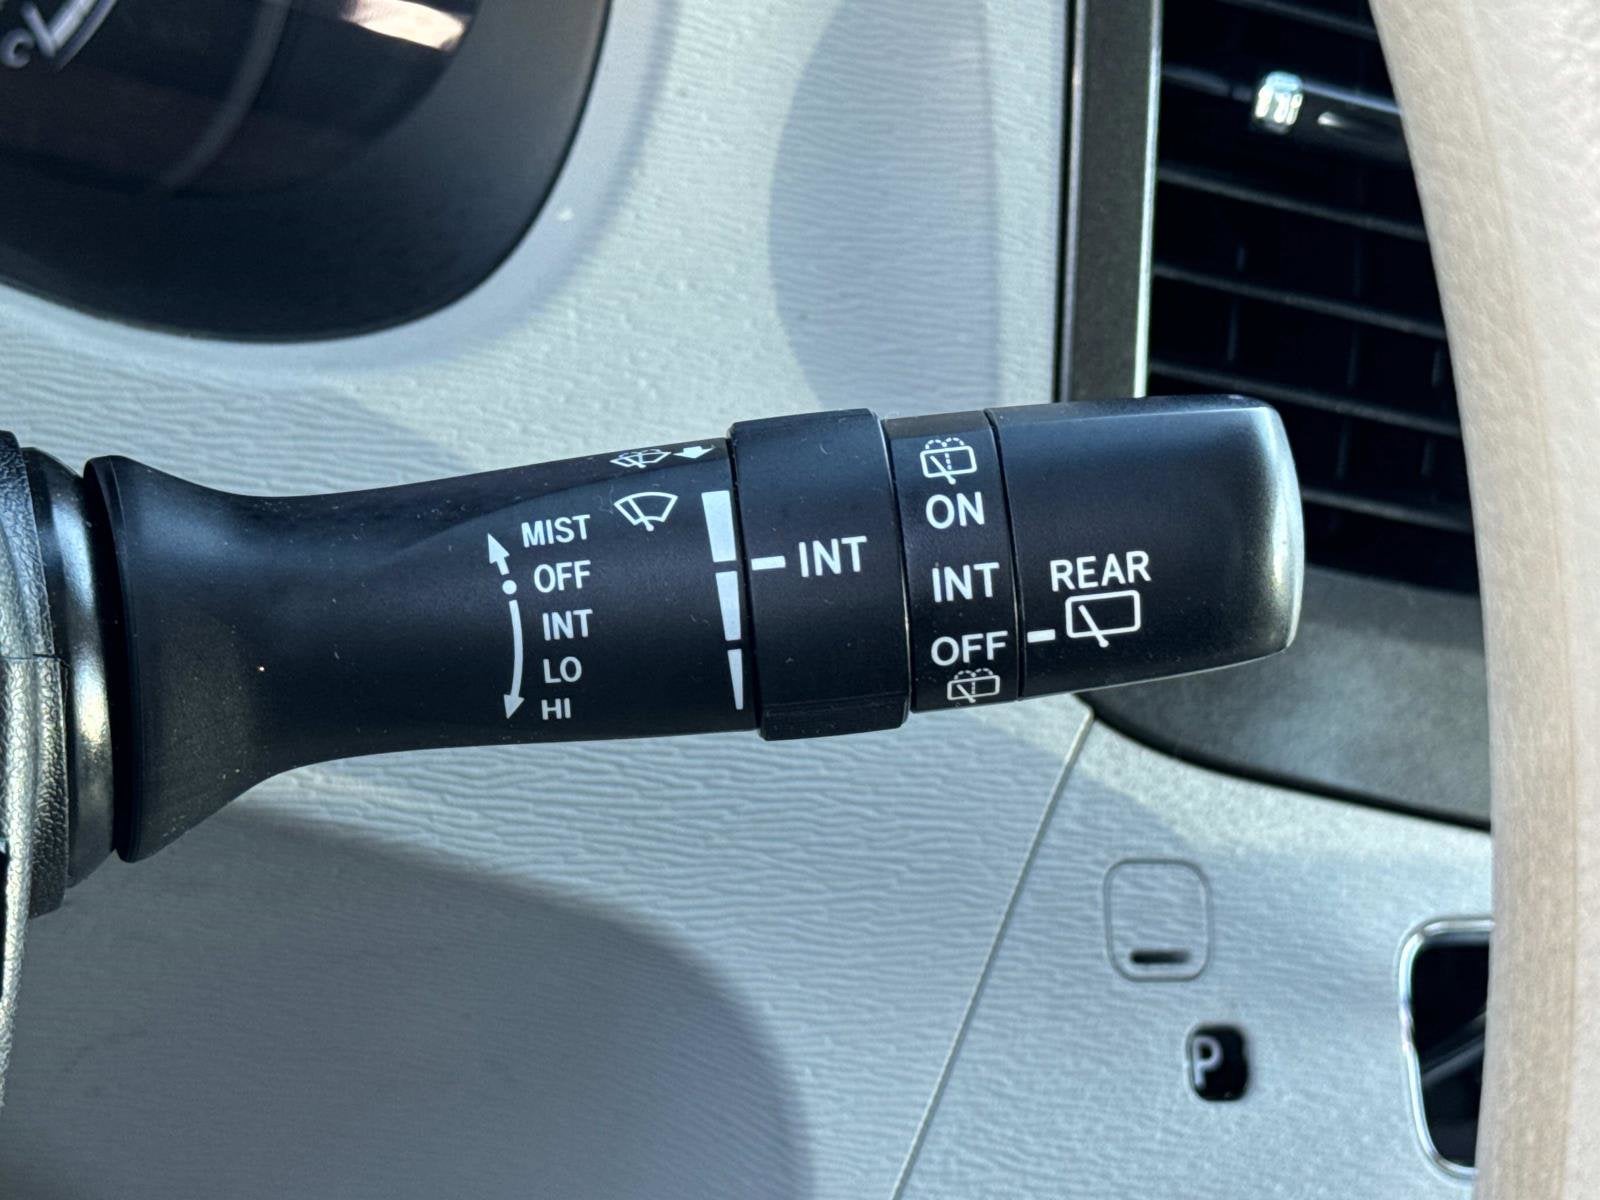 MIST
OFF
INT
LO
HI
INT
ON
INT
OFF
REAR
P